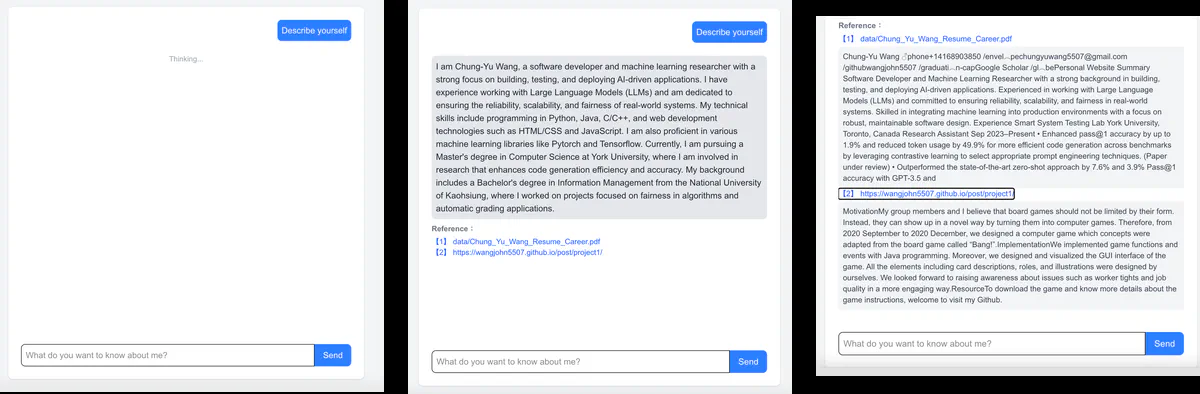 Describe yourself
Thinking...
What do you want to know about me?
Send
Describe yourself
I am Chung-Yu Wang, a software developer and machine learning researcher with a
strong focus on building, testing, and deploying AI-driven applications. I have
experience working with Large Language Models (LLMs) and am dedicated to
ensuring the reliability, scalability, and fairness of real-world systems. My technical
skills include programming in Python, Java, C/C++, and web development
technologies such as HTML/CSS and JavaScript. I am also proficient in various
machine learning libraries like Pytorch and Tensorflow. Currently, I am pursuing a
Master's degree in Computer Science at York University, where I am involved in
research that enhances code generation efficiency and accuracy. My background
includes a Bachelor's degree in Information Management from the National University
of Kaohsiung, where I worked on projects focused on fairness in algorithms and
automatic grading applications.
Reference：
【1】 data/Chung_Yu_Wang_Resume_Career.pdf
【2】 https://wangjohn5507.github.io/post/project1/
What do you want to know about me?
Send
Reference：
【1】 data/Chung_Yu_Wang_Resume_Career.pdf
Chung-Yu Wang phone+14168903850 /envel...pechungyuwang5507@gmail.com
/githubwangjohn5507 /graduati...n-capGoogle Scholar /gl...bePersonal Website Summary
Software Developer and Machine Learning Researcher with a strong background in building,
testing, and deploying AI-driven applications. Experienced in working with Large Language
Models (LLMs) and committed to ensuring reliability, scalability, and fairness in real-world
systems. Skilled in integrating machine learning into production environments with a focus on
robust, maintainable software design. Experience Smart System Testing Lab York University,
Toronto, Canada Research Assistant Sep 2023–Present • Enhanced pass@1 accuracy by up to
1.9% and reduced token usage by 49.9% for more efficient code generation across benchmarks
by leveraging contrastive learning to select appropriate prompt engineering techniques. (Paper
under review) • Outperformed the state-of-the-art zero-shot approach by 7.6% and 3.9% Pass@1
accuracy with GPT-3.5 and
【2】 https://wangjohn5507.github.io/post/project1/
MotivationMy group members and I believe that board games should not be limited by their form.
Instead, they can show up in a novel way by turning them into computer games. Therefore, from
2020 September to 2020 December, we designed a computer game which concepts were
adapted from the board game called “Bang!”.ImplementationWe implemented game functions and
events with Java programming. Moreover, we designed and visualized the GUI interface of the
game. All the elements including card descriptions, roles, and illustrations were designed by
ourselves. We looked forward to raising awareness about issues such as worker tights and job
quality in a more engaging way.ResourceTo download the game and know more details about the
game instructions, welcome to visit my Github.
What do you want to know about me?
Send